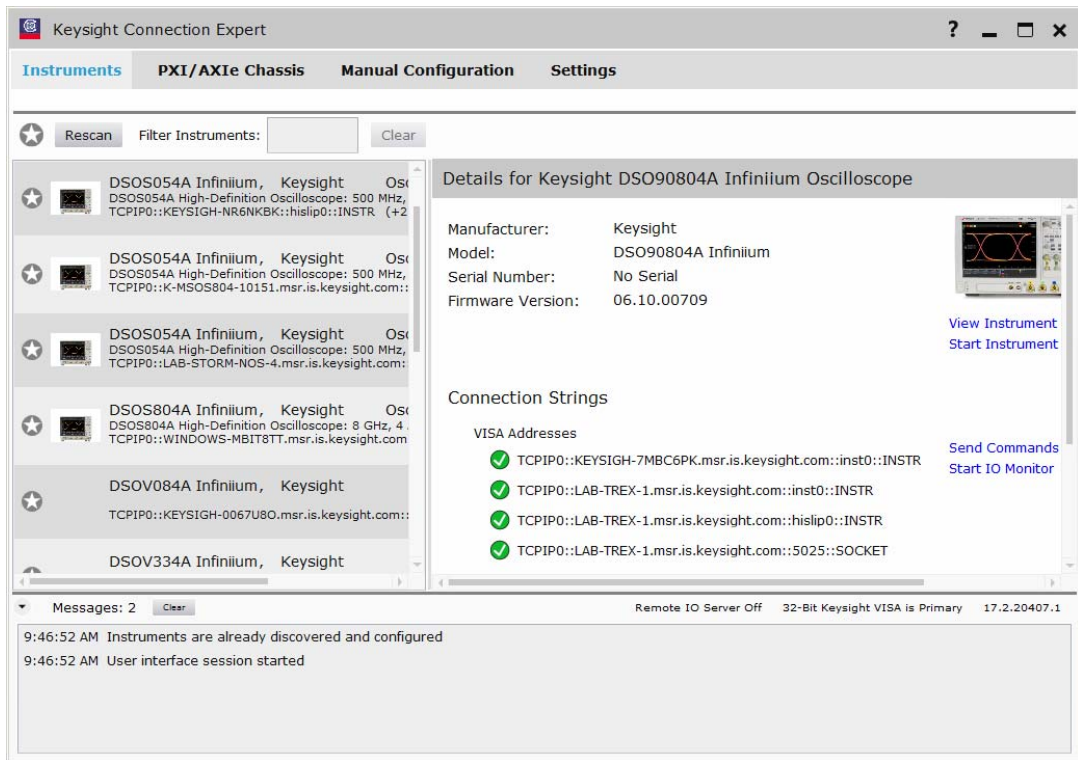 Keysight Connection Expert
?
Instruments PXI/AXIe Chassis Manual Configuration Settings
Rescan Filter Instruments: Clear
DSOS054A Infiniium, Keysight Osc
DSOS054A High-Definition Oscilloscope: 500 MHz,
TCPIP0::KEYSIGH-NR6NKBK::hislip0::INSTR (+2
DSOS054A Infiniium, Keysight Osc
DSOS054A High-Definition Oscilloscope: 500 MHz,
TCPIP0::K-MSOS804-10151.msr.is.keysight.com::
DSOS054A Infiniium, Keysight Osc
DSOS054A High-Definition Oscilloscope: 500 MHz,
TCPIP0::LAB-STORM-NOS-4.msr.is.keysight.com:
DSOS804A Infiniium, Keysight Osc
DSOS804A High-Definition Oscilloscope: 8 GHz, 4
TCPIP0::WINDOWS-MBIT8TT.msr.is.keysight.com
DSOV084A Infiniium, Keysight
TCPIP0::KEYSIGH-0067U8O.msr.is.keysight.com::
DSOV334A Infiniium, Keysight
Details for Keysight DSO90804A Infiniium Oscilloscope
Manufacturer: Keysight
Model: DSO90804A Infiniium
Serial Number: No Serial
Firmware Version: 06.10.00709
View Instrument
Start Instrument
Connection Strings
VISA Addresses
TCPIP0::KEYSIGH-7MBC6PK.msr.is.keysight.com::inst0::INSTR
TCPIP0::LAB-TREX-1.msr.is.keysight.com::inst0::INSTR
TCPIP0::LAB-TREX-1.msr.is.keysight.com::hislip0::INSTR
TCPIP0::LAB-TREX-1.msr.is.keysight.com::5025::SOCKET
Send Commands
Start IO Monitor
Messages: 2 Clear Remote IO Server Off 32-Bit Keysight VISA is Primary 17.2.20407.1
9:46:52 AM Instruments are already discovered and configured
9:46:52 AM User interface session started